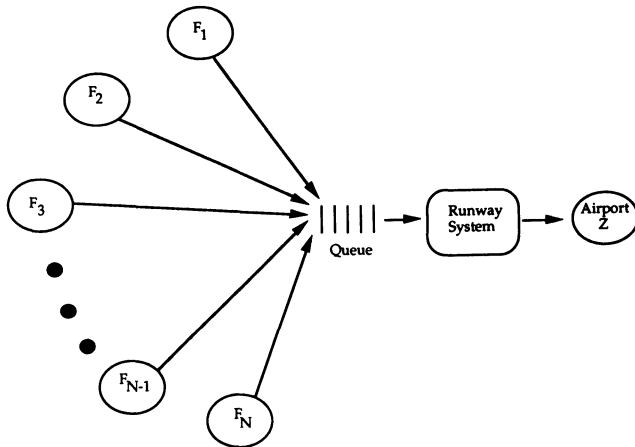 F1
F2
F3
Queue
Runway
System
Airport
Z
FN-1
FN